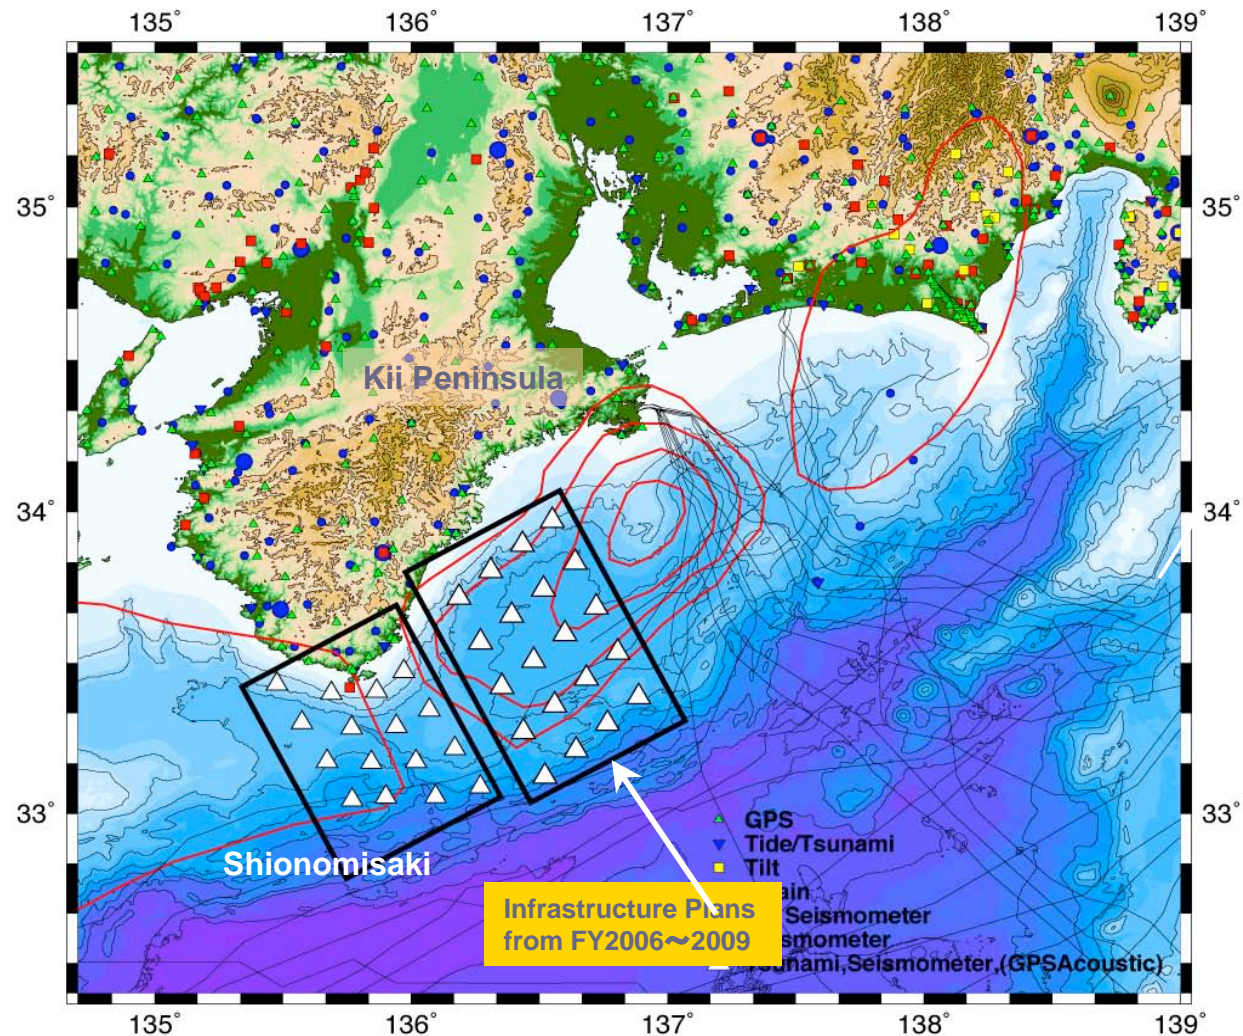 135° 136° 137° 138° 139°
35° 35°
Kii Peninsula
34° 34°
33° 33°
GPS
Tide/Tsunami
Tilt
Shionomisaki
Infrastructure Plans
from FY2006～2009
Seismometer
,Seismometer,(GPSAcoustic)
135° 136° 137° 138° 139°